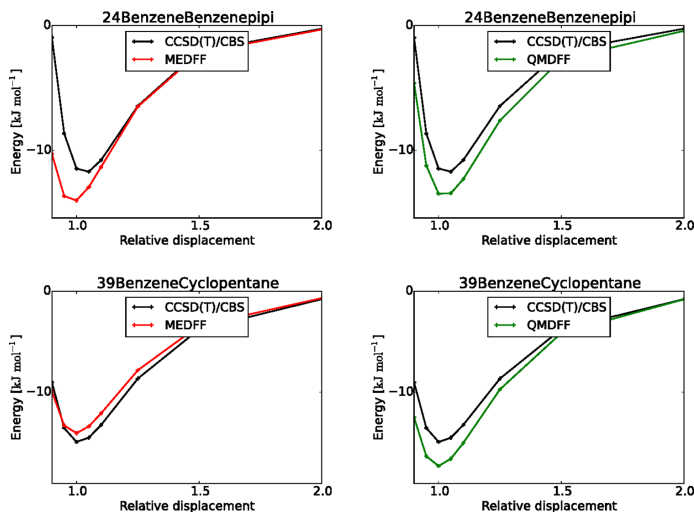 24BenzeneBenzenepipi
0
CCSD(T)/CBS
MEDFF
−10
Energy [kJ mol⁻¹]
1.0 1.5 2.0
Relative displacement
24BenzeneBenzenepipi
0
CCSD(T)/CBS
QMDFF
−10
Energy [kJ mol⁻¹]
1.0 1.5 2.0
Relative displacement
39BenzeneCyclopentane
0
CCSD(T)/CBS
MEDFF
−10
Energy [kJ mol⁻¹]
1.0 1.5 2.0
Relative displacement
39BenzeneCyclopentane
0
CCSD(T)/CBS
QMDFF
−10
Energy [kJ mol⁻¹]
1.0 1.5 2.0
Relative displacement